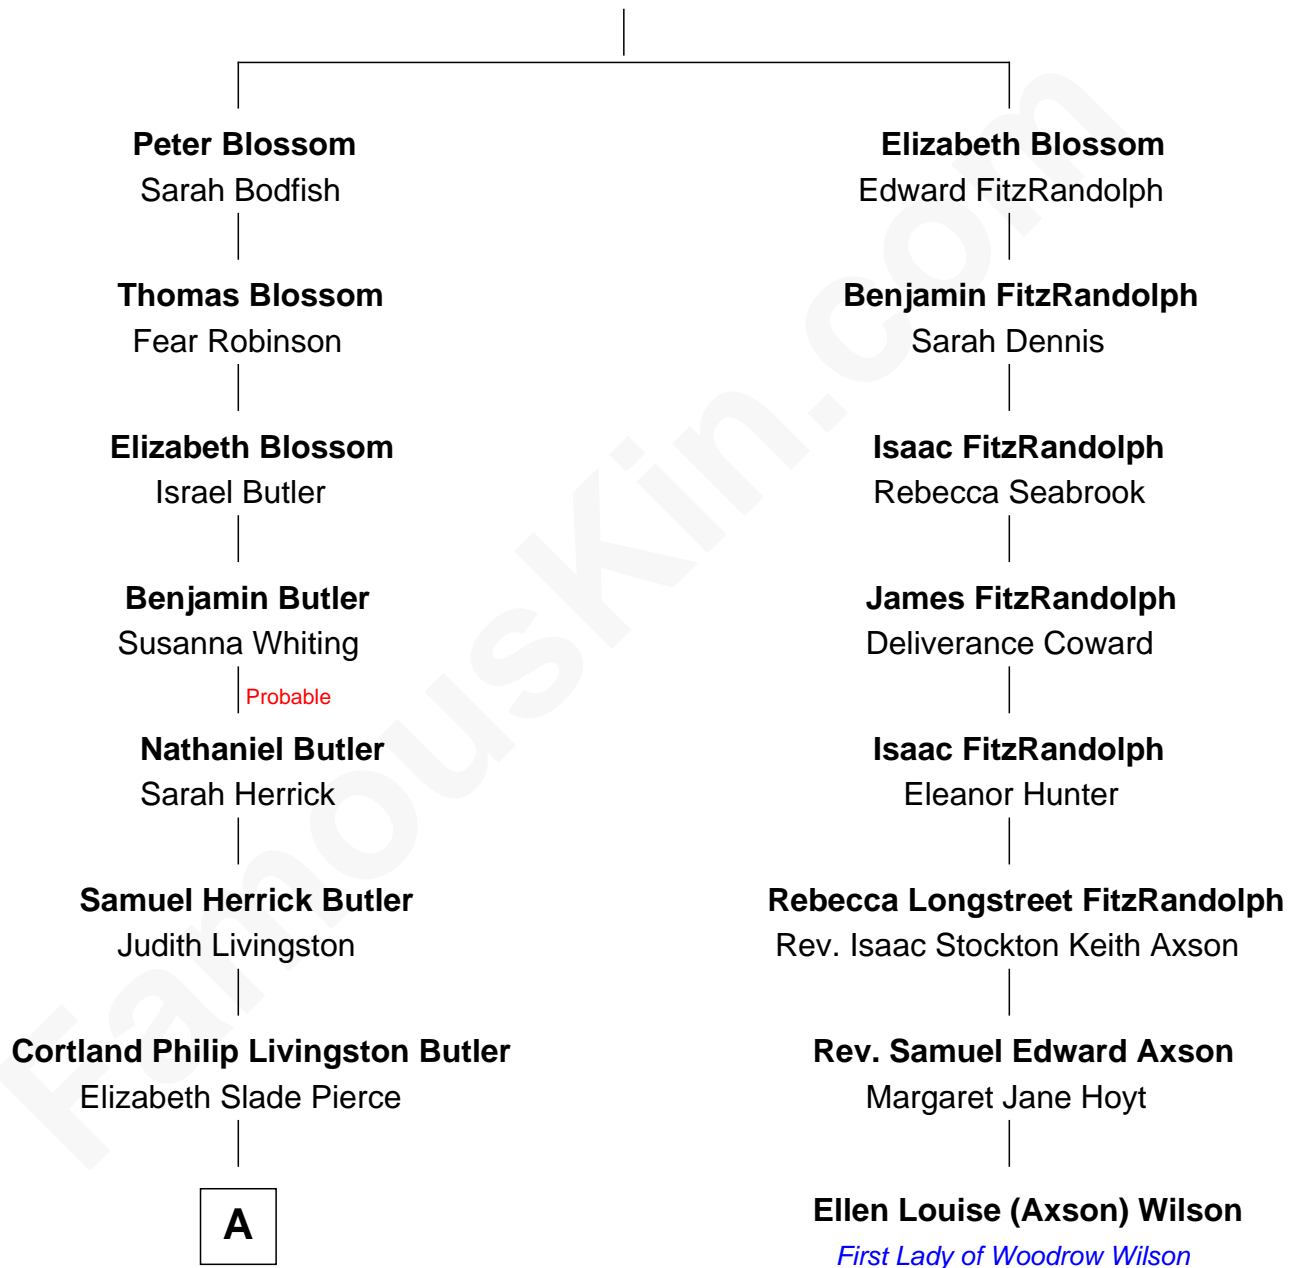 Peter Blossom
Sarah Bodfish
Elizabeth Blossom
Edward FitzRandolph
Thomas Blossom
Fear Robinson
Benjamin FitzRandolph
Sarah Dennis
Elizabeth Blossom
Israel Butler
Isaac FitzRandolph
Rebecca Seabrook
Benjamin Butler
Susanna Whiting
James FitzRandolph
Deliverance Coward
Probable
Nathaniel Butler
Sarah Herrick
Isaac FitzRandolph
Eleanor Hunter
Samuel Herrick Butler
Judith Livingston
Rebecca Longstreet FitzRandolph
Rev. Isaac Stockton Keith Axson
Cortland Philip Livingston Butler
Elizabeth Slade Pierce
Rev. Samuel Edward Axson
Margaret Jane Hoyt
A
Ellen Louise (Axson) Wilson
First Lady of Woodrow Wilson
FamousKin.com